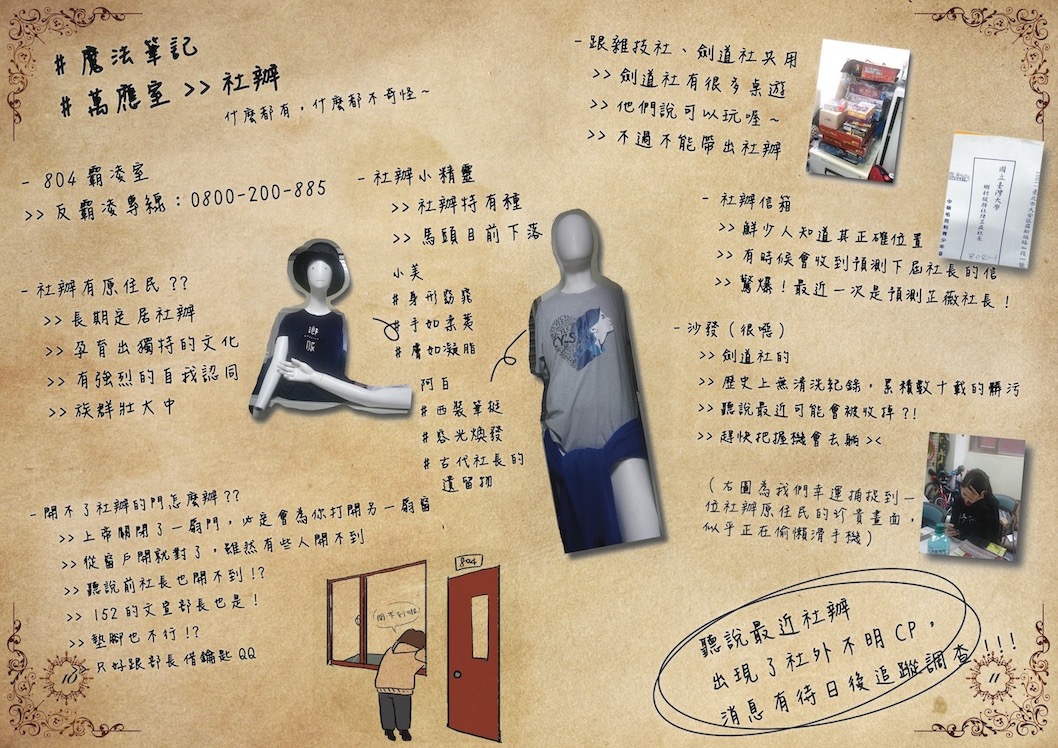 # 魔法筆記
# 萬應室 >> 社辦
什麼都有，什麼都不奇怪~
- 804 霸凌室
>> 反霸凌專線：0800-200-885
- 社辦有原住民 ??
>> 長期定居社辦
>> 孕育出獨特的文化
>> 有強烈的自我認同
>> 族群壯大中
- 社辦小精靈
>> 社辦特有種
>> 馬頭目前下落
小美
# 身形窈窕
# 手如柔荑
# 膚如凝脂
鄉服
阿白
# 西裝筆挺
# 容光煥發
# 古代社長的
遺留物
- 開不了社辦的門怎麼辦 ??
>> 上帝關閉了一扇門，必定會為你打開另一扇窗
>> 從窗戶開就對了，雖然有些人開不到
>> 聽說前社長也開不到 !?
>> 152 的文宣部長也是 !
>> 墊腳也不行 !?
只好跟部長借鑰匙 QQ
804
開不到啦!
10
- 跟雜技社、劍道社共用
>> 劍道社有很多桌遊
>> 他們說可以玩喔~
>> 不過不能帶出社辦
- 社辦信箱
>> 鮮少人知道其正確位置
>> 有時候會收到預測下屆社長的信
>> 驚爆！最近一次是預測正薇社長！
國立臺灣大學
- 沙發（很噁）
>> 劍道社的
>> 歷史上無清洗紀錄，累積數十載的髒污
>> 聽說最近可能會被收掉 ?!
>> 趕快把握機會去躺 ><
（右圖為我們幸運捕捉到一
位社辦原住民的珍貴畫面，
似乎正在偷懶滑手機）
聽說最近社辦
出現了社外不明 CP，
消息有待日後追蹤調查 !!!
11